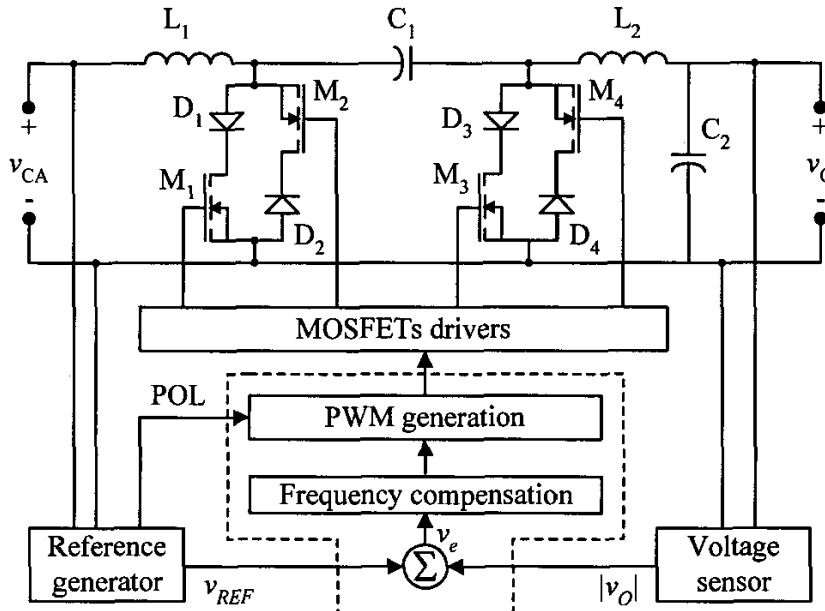 L1
C1
L2
D1
M2
D3
M4
C2
+
vCA
-
M1
D2
M3
D4
+
-
MOSFETs drivers
POL
PWM generation
Frequency compensation
ve
Reference
generator
vREF
Σ
|vO|
Voltage
sensor